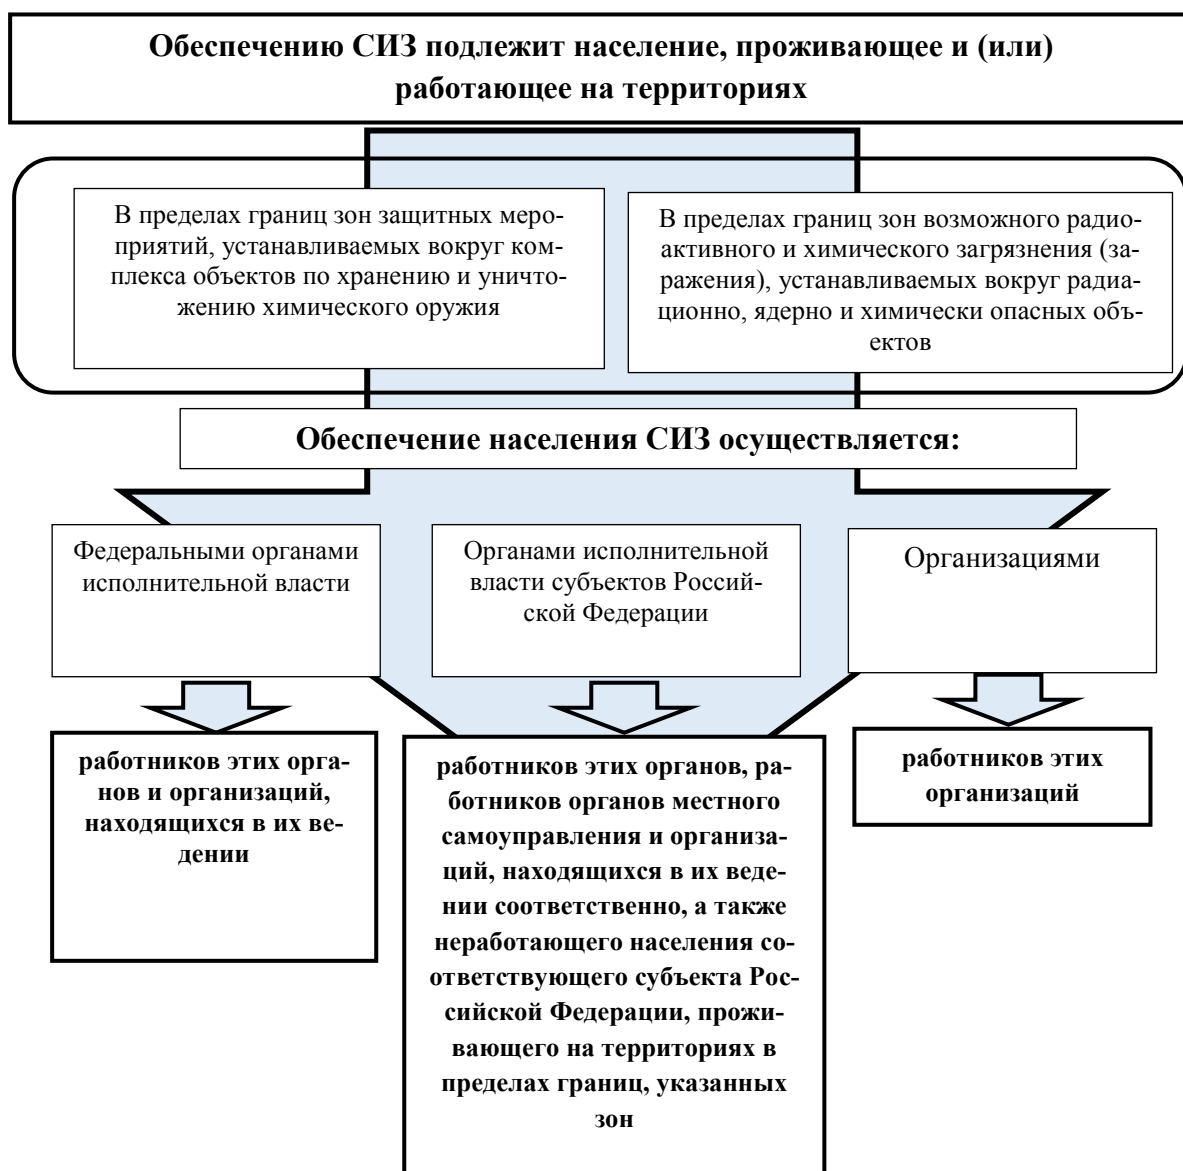 Обеспечению СИЗ подлежит население, проживающее и (или)
работающее на территориях
В пределах границ зон защитных меро-
приятий, устанавливаемых вокруг ком-
плекса объектов по хранению и уничто-
жению химического оружия
В пределах границ зон возможного радио-
активного и химического загрязнения (за-
ражения), устанавливаемых вокруг радиа-
ционно, ядерно и химически опасных объ-
ектов
Обеспечение населения СИЗ осуществляется:
Федеральными органами
исполнительной власти
Органами исполнительной
власти субъектов Россий-
ской Федерации
Организациями
работников этих орга-
нов и организаций,
находящихся в их ве-
дении
работников этих органов, ра-
ботников органов местного
самоуправления и организа-
ций, находящихся в их веде-
нии соответственно, а также
неработающего населения со-
ответствующего субъекта Рос-
сийской Федерации, прожи-
вающего на территориях в
пределах границ, указанных
зон
работников этих
организаций